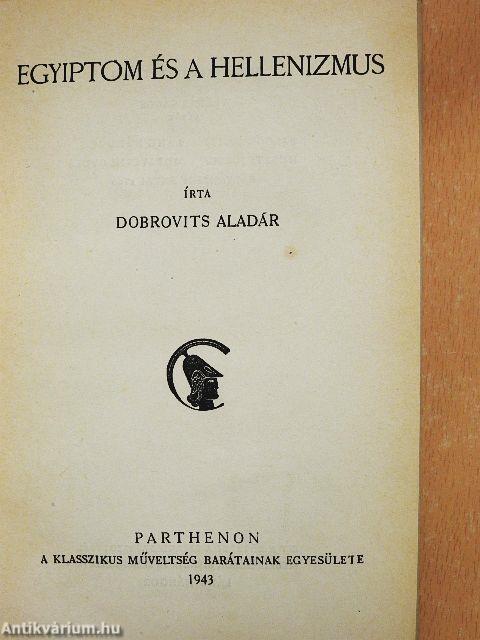 EGYIPTOM ÉS A HELLENIZMUS
ÍRTA
DOBROVITS ALADÁR
PARTHENON
A KLASSZIKUS MŰVELTSÉG BARÁTAINAK EGYESÜLETE
1943
Antikvárium.hu